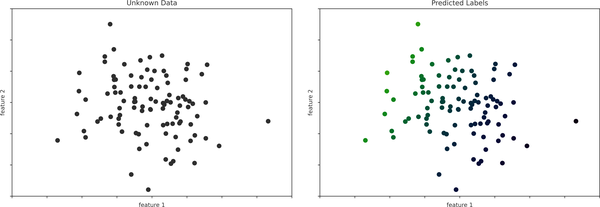 Unknown Data
Predicted Labels
feature 2
feature 1
feature 2
feature 1